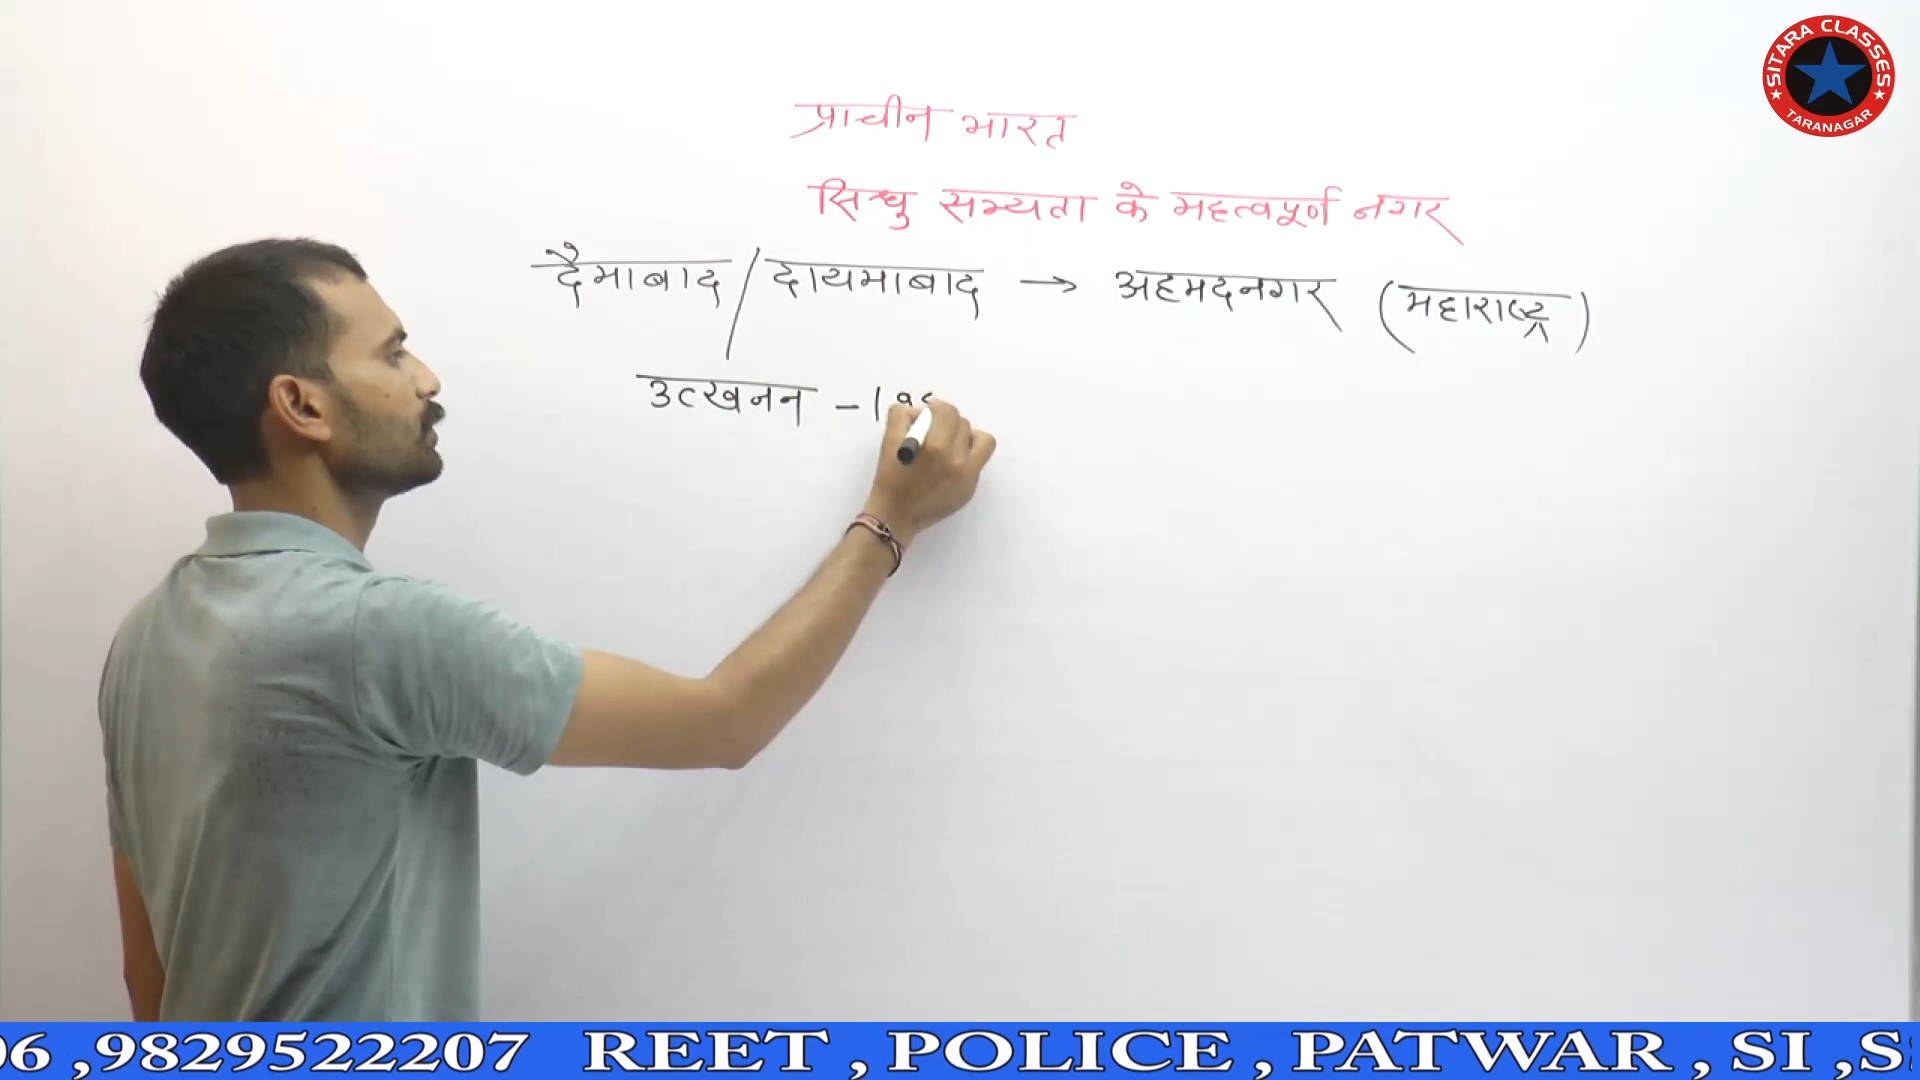 SITARA CLASSES
TARANAGAR
प्राचीन भारत
सिन्धु सभ्यता के महत्वपूर्ण नगर
दैमाबाद / दायमाबाद → अहमदनगर (महाराष्ट्र)
उत्खनन - 19
06 ,9829522207 REET , POLICE , PATWAR , SI ,S